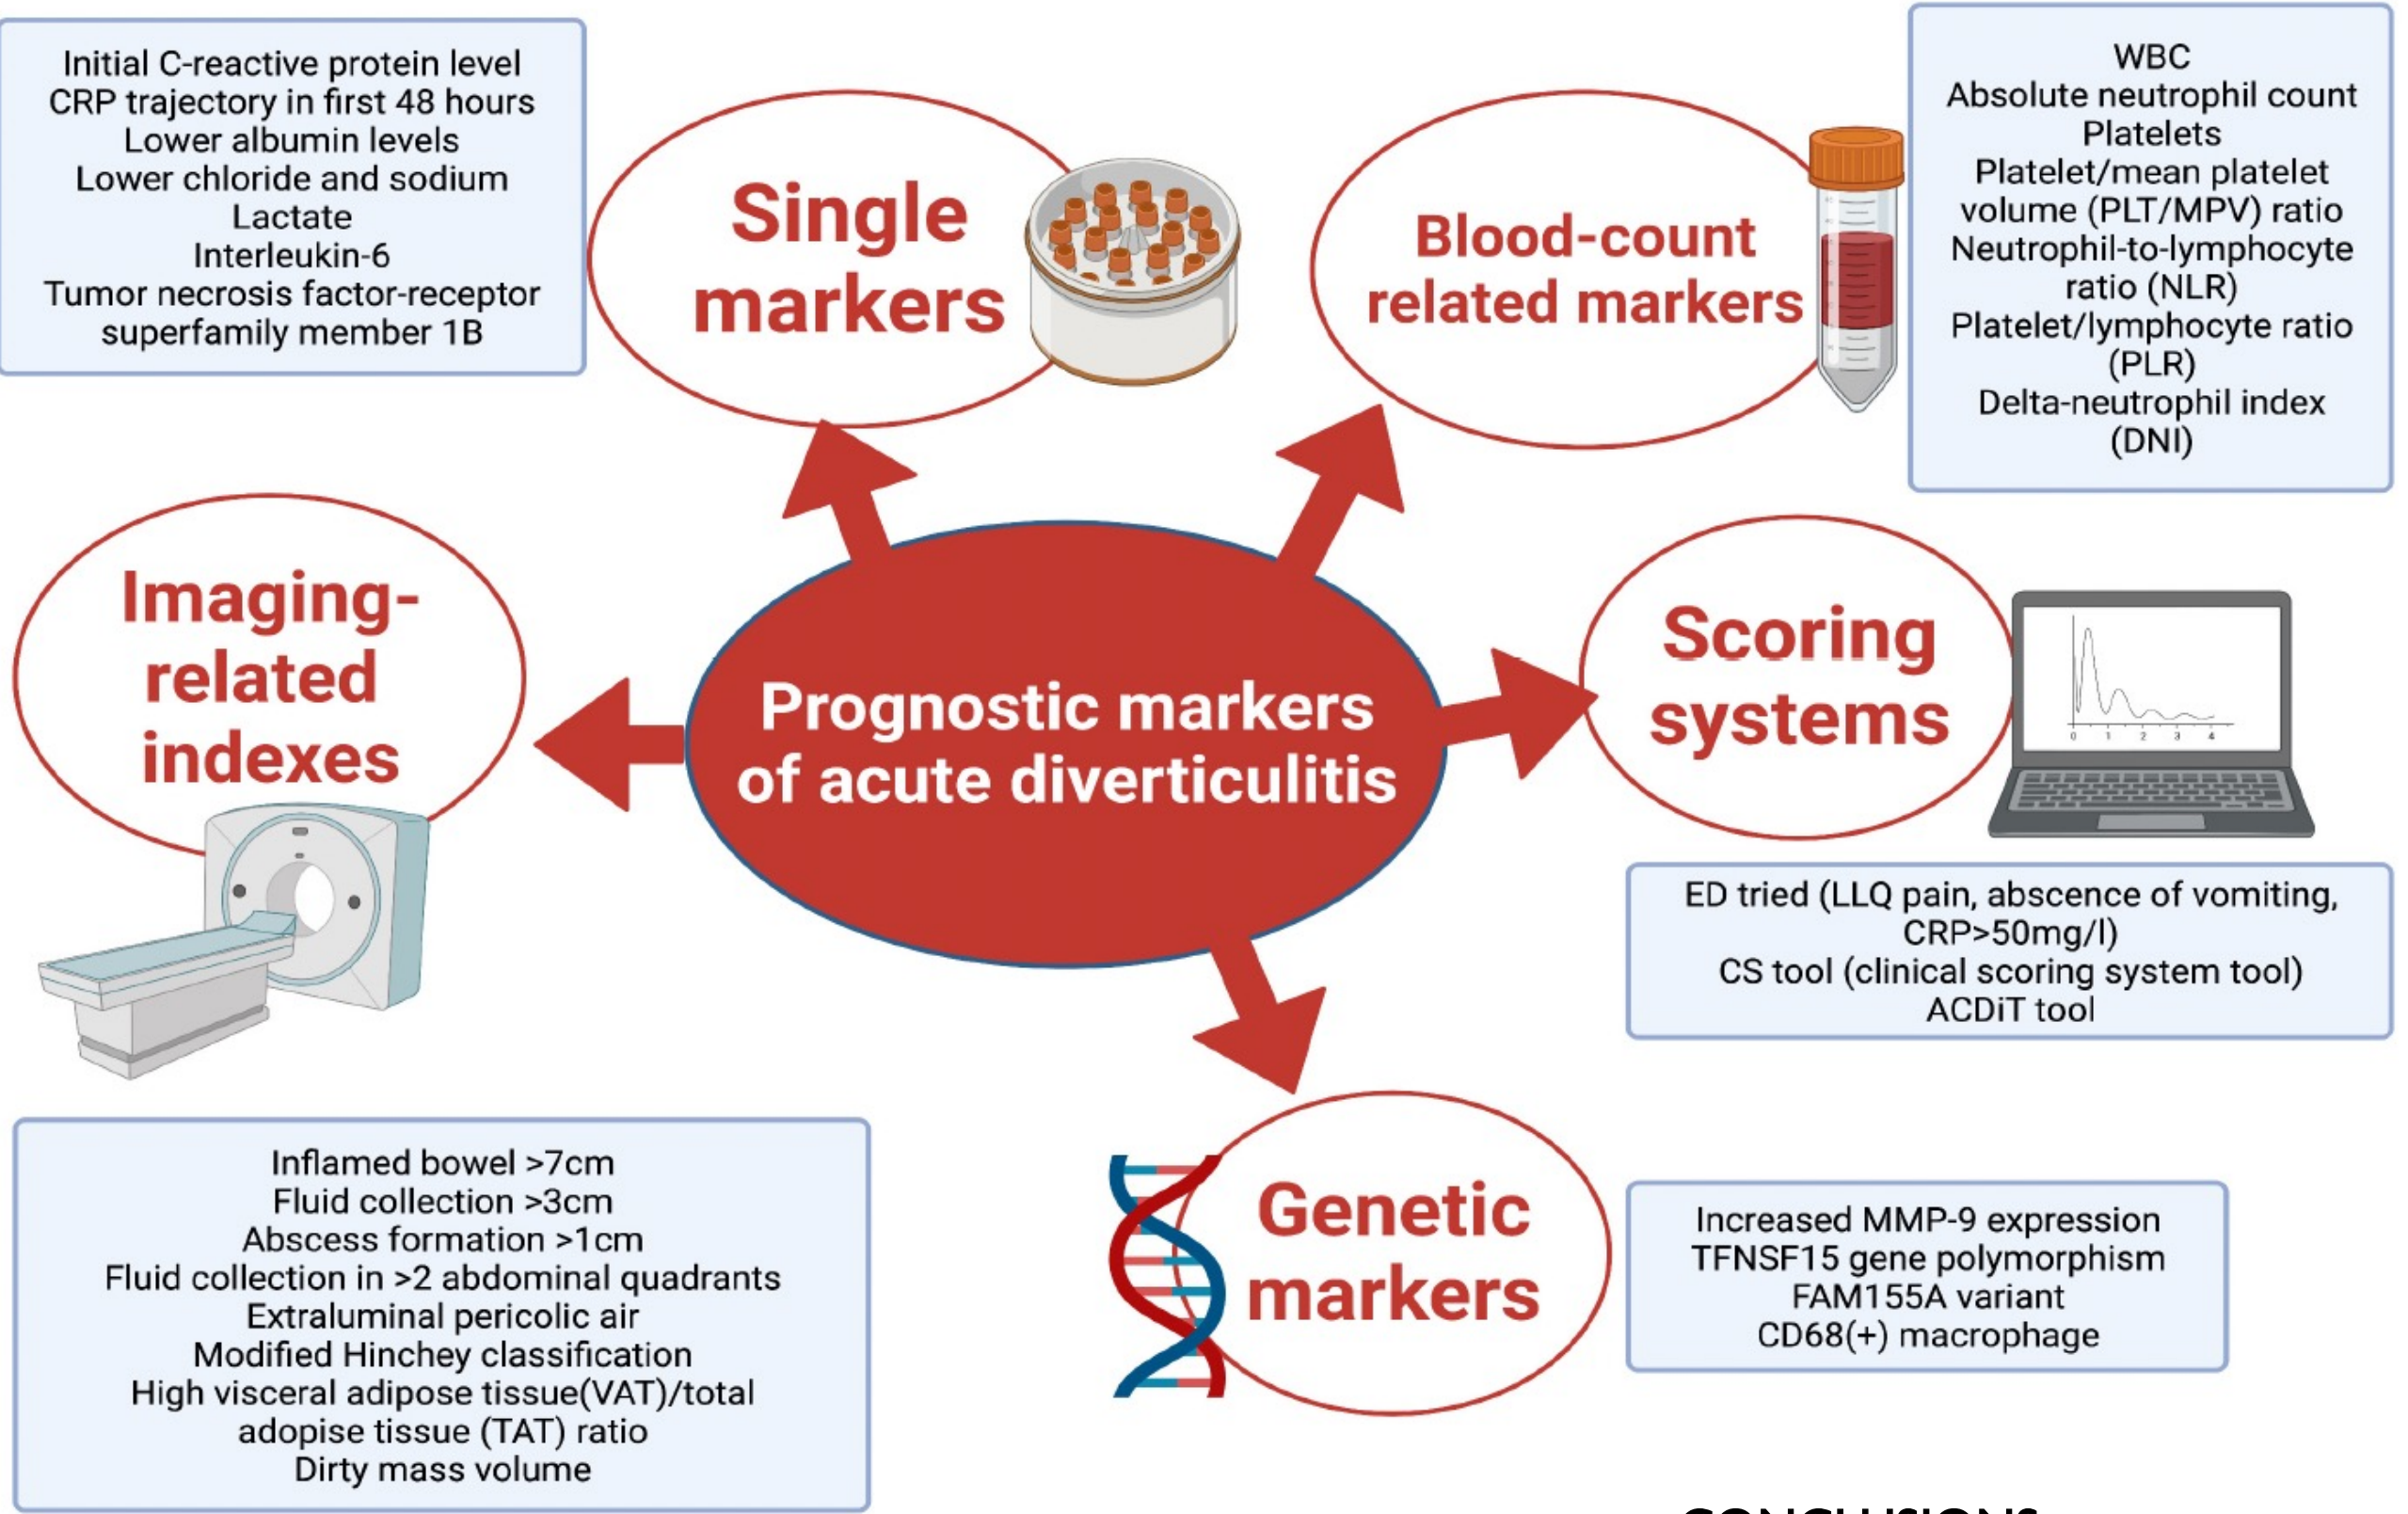 Initial C-reactive protein level
CRP trajectory in first 48 hours
Lower albumin levels
Lower chloride and sodium
Lactate
Interleukin-6
Tumor necrosis factor-receptor
superfamily member 1B
Single
markers
Blood-count
related markers
WBC
Absolute neutrophil count
Platelets
Platelet/mean platelet
volume (PLT/MPV) ratio
Neutrophil-to-lymphocyte
ratio (NLR)
Platelet/lymphocyte ratio
(PLR)
Delta-neutrophil index
(DNI)
Imaging-
related
indexes
Prognostic markers
of acute diverticulitis
Scoring
systems
0 1 2 3 4
ED tried (LLQ pain, abscence of vomiting,
CRP>50mg/l)
CS tool (clinical scoring system tool)
ACDiT tool
Inflamed bowel >7cm
Fluid collection >3cm
Abscess formation >1cm
Fluid collection in >2 abdominal quadrants
Extraluminal pericolic air
Modified Hinchey classification
High visceral adipose tissue(VAT)/total
adopise tissue (TAT) ratio
Dirty mass volume
Genetic
markers
Increased MMP-9 expression
TFNSF15 gene polymorphism
FAM155A variant
CD68(+) macrophage
CONCLUSIONS